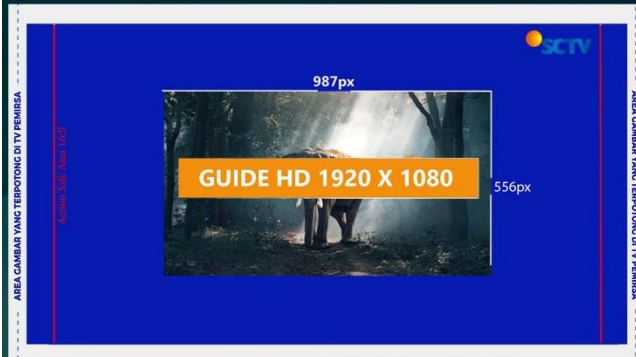 SCTV
987px
GUIDE HD 1920 X 1080
556px
Action Safe Area 16:9
AREA GAMBAR YANG TERPOTONG DI TV PEMIRSA
AREA GAMBAR YANG TERPOTONG DI TV PEMIRSA